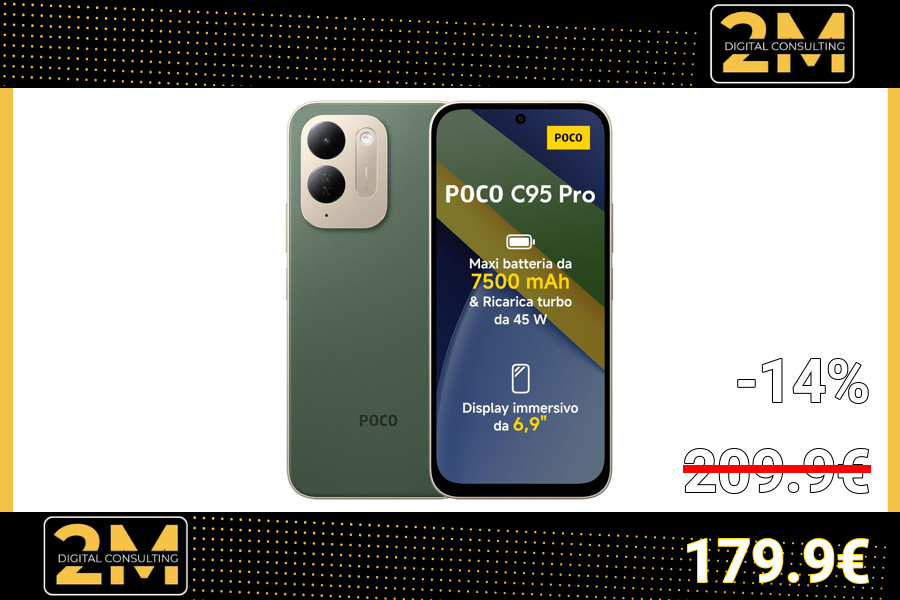 2M
DIGITAL CONSULTING
POCO
POCO C95 Pro
Maxi batteria da
7500 mAh
& Ricarica turbo
da 45 W
Display immersivo
da 6,9"
POCO
-14%
209.9€
2M
DIGITAL CONSULTING
179.9€